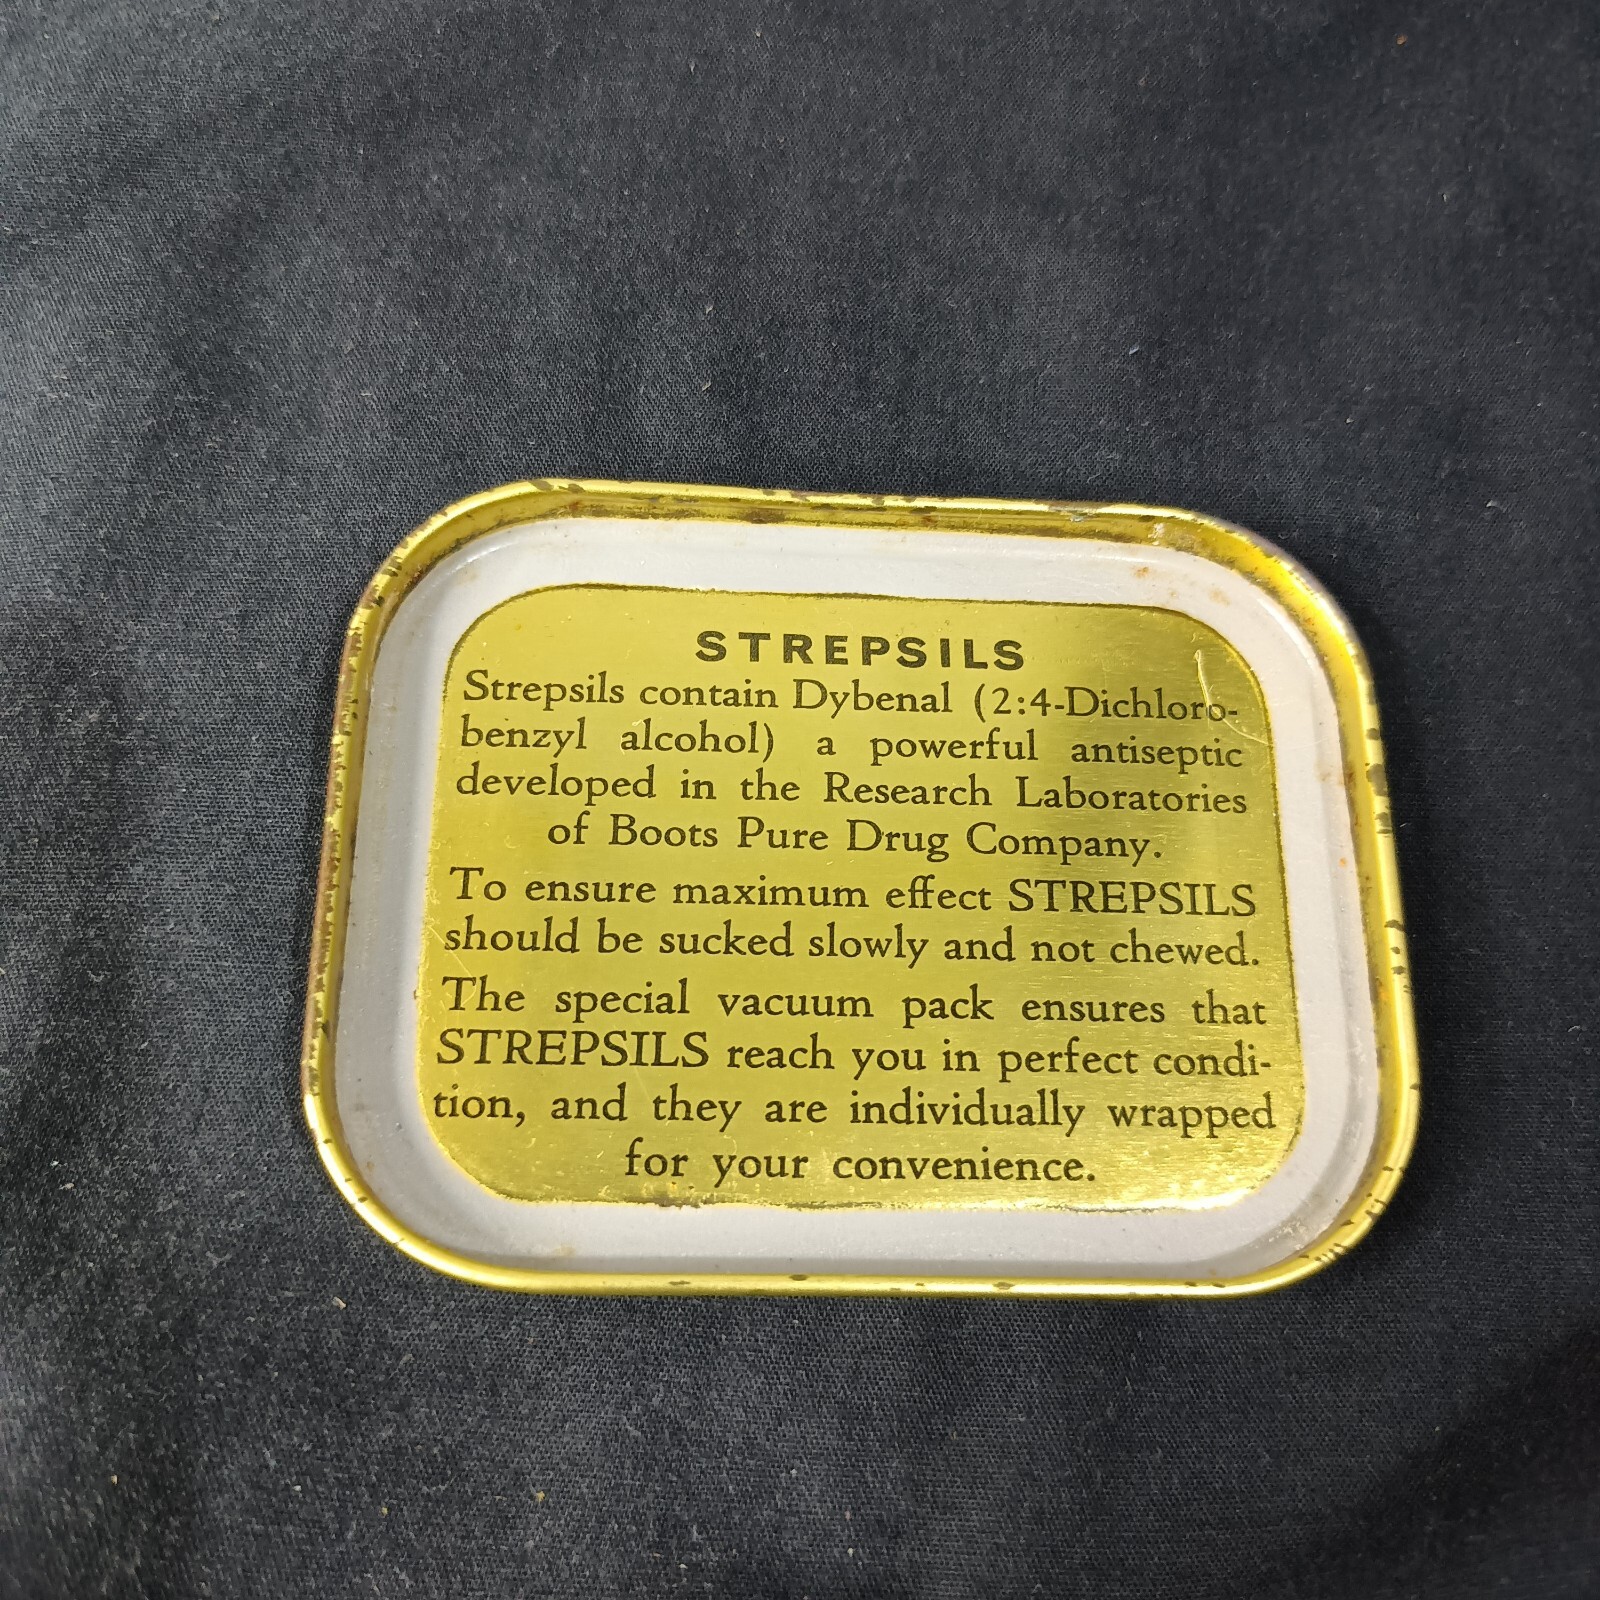 STREPSILS
Strepsils contain Dybenal (2:4-Dichloro-
benzyl alcohol) a powerful antiseptic
developed in the Research Laboratories
of Boots Pure Drug Company.
To ensure maximum effect STREPSILS
should be sucked slowly and not chewed.
The special vacuum pack ensures that
STREPSILS reach you in perfect condi-
tion, and they are individually wrapped
for your convenience.